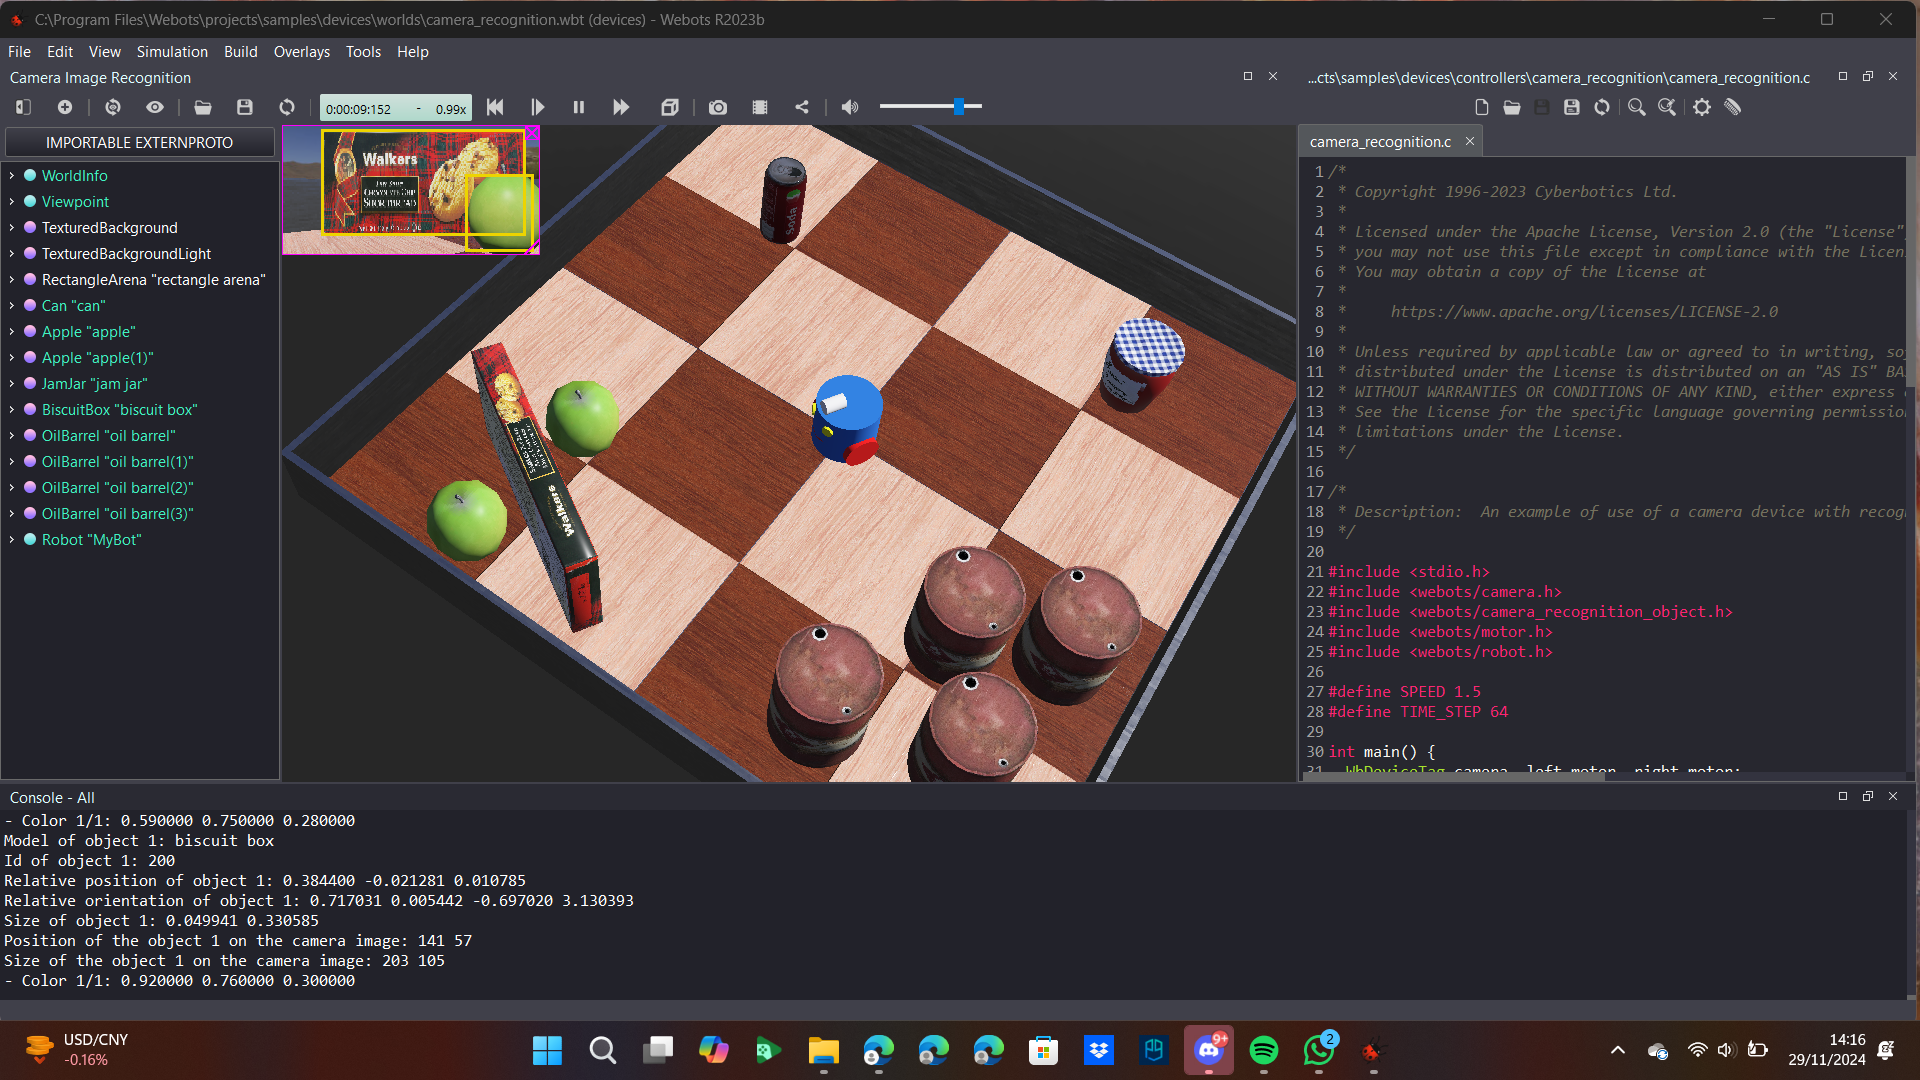 C:\Program Files\Webots\projects\samples\devices\worlds\camera_recognition.wbt (devices) - Webots R2023b
File Edit View Simulation Build Overlays Tools Help
Camera Image Recognition
0:00:09:152 - 0.99x
IMPORTABLE EXTERNPROTO
WorldInfo
Viewpoint
TexturedBackground
TexturedBackgroundLight
RectangleArena "rectangle arena"
Can "can"
Apple "apple"
Apple "apple(1)"
JamJar "jam jar"
BiscuitBox "biscuit box"
OilBarrel "oil barrel"
OilBarrel "oil barrel(1)"
OilBarrel "oil barrel(2)"
OilBarrel "oil barrel(3)"
Robot "MyBot"
Walkers
Soda
Walkers
...cts\samples\devices\controllers\camera_recognition\camera_recognition.c
camera_recognition.c
1 /*
2 * Copyright 1996-2023 Cyberbotics Ltd.
3 *
4 * Licensed under the Apache License, Version 2.0 (the "License"
5 * you may not use this file except in compliance with the Licen
6 * You may obtain a copy of the License at
7 *
8 * https://www.apache.org/licenses/LICENSE-2.0
9 *
10 * Unless required by applicable law or agreed to in writing, so
11 * distributed under the License is distributed on an "AS IS" BA
12 * WITHOUT WARRANTIES OR CONDITIONS OF ANY KIND, either express
13 * See the License for the specific language governing permissio
14 * limitations under the License.
15 */
16
17 /*
18 * Description: An example of use of a camera device with recog
19 */
20
21 #include <stdio.h>
22 #include <webots/camera.h>
23 #include <webots/camera_recognition_object.h>
24 #include <webots/motor.h>
25 #include <webots/robot.h>
26
27 #define SPEED 1.5
28 #define TIME_STEP 64
29
30 int main() {
31 WbDeviceTag camera, left_motor, right_motor;
Console - All
- Color 1/1: 0.590000 0.750000 0.280000
Model of object 1: biscuit box
Id of object 1: 200
Relative position of object 1: 0.384400 -0.021281 0.010785
Relative orientation of object 1: 0.717031 0.005442 -0.697020 3.130393
Size of object 1: 0.049941 0.330585
Position of the object 1 on the camera image: 141 57
Size of the object 1 on the camera image: 203 105
- Color 1/1: 0.920000 0.760000 0.300000
USD/CNY
-0.16%
9+
2
14:16
29/11/2024